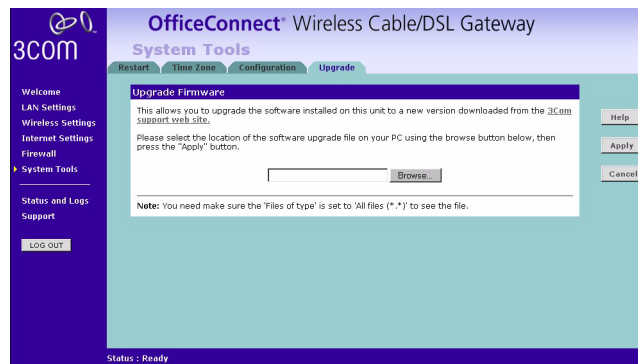 3COM
OfficeConnect® Wireless Cable/DSL Gateway
System Tools
Restart Time Zone Configuration Upgrade
Welcome
LAN Settings
Wireless Settings
Internet Settings
Firewall
System Tools
Status and Logs
Support
LOG OUT
Upgrade Firmware
This allows you to upgrade the software installed on this unit to a new version downloaded from the 3Com
support web site.
Please select the location of the software upgrade file on your PC using the browse button below, then
press the "Apply" button.
Browse...
Note: You need make sure the 'Files of type' is set to 'All files (*.*)' to see the file.
Help
Apply
Cancel
Status : Ready